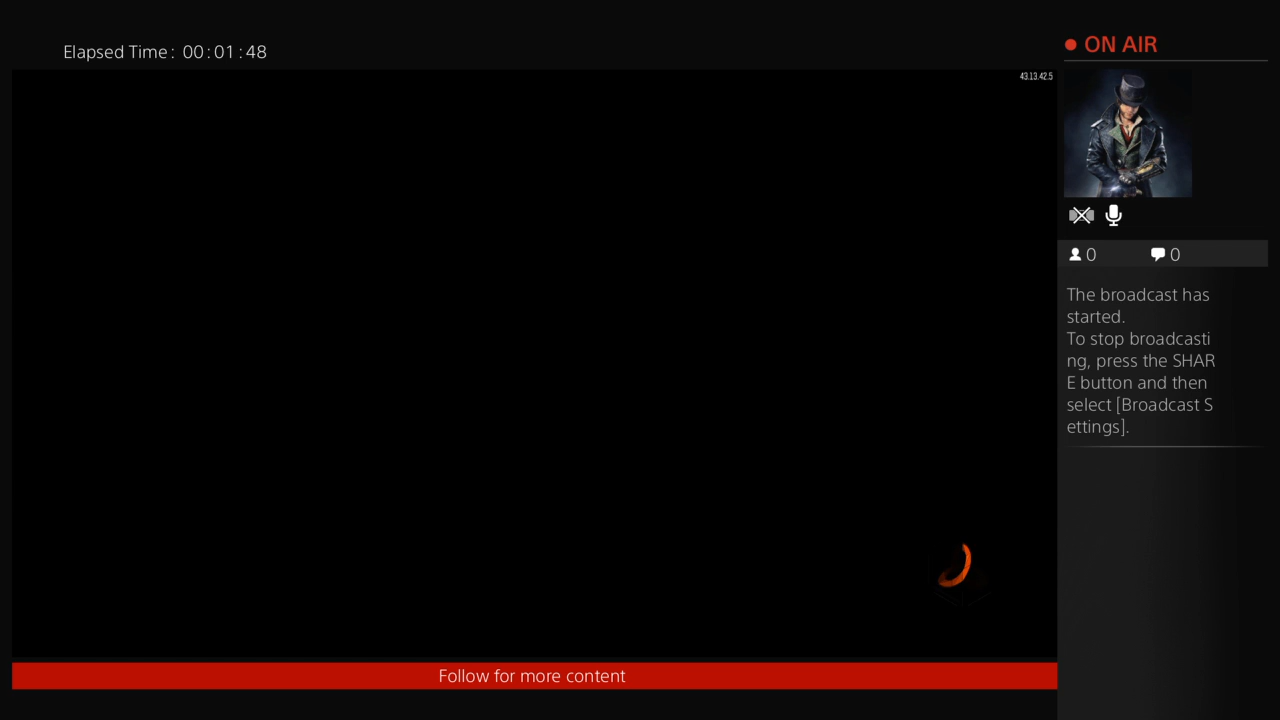 Elapsed Time: 00:01:48
ON AIR
43.13.42.5
0
0
The broadcast has
started.
To stop broadcasti
ng, press the SHAR
E button and then
select [Broadcast S
ettings].
Follow for more content